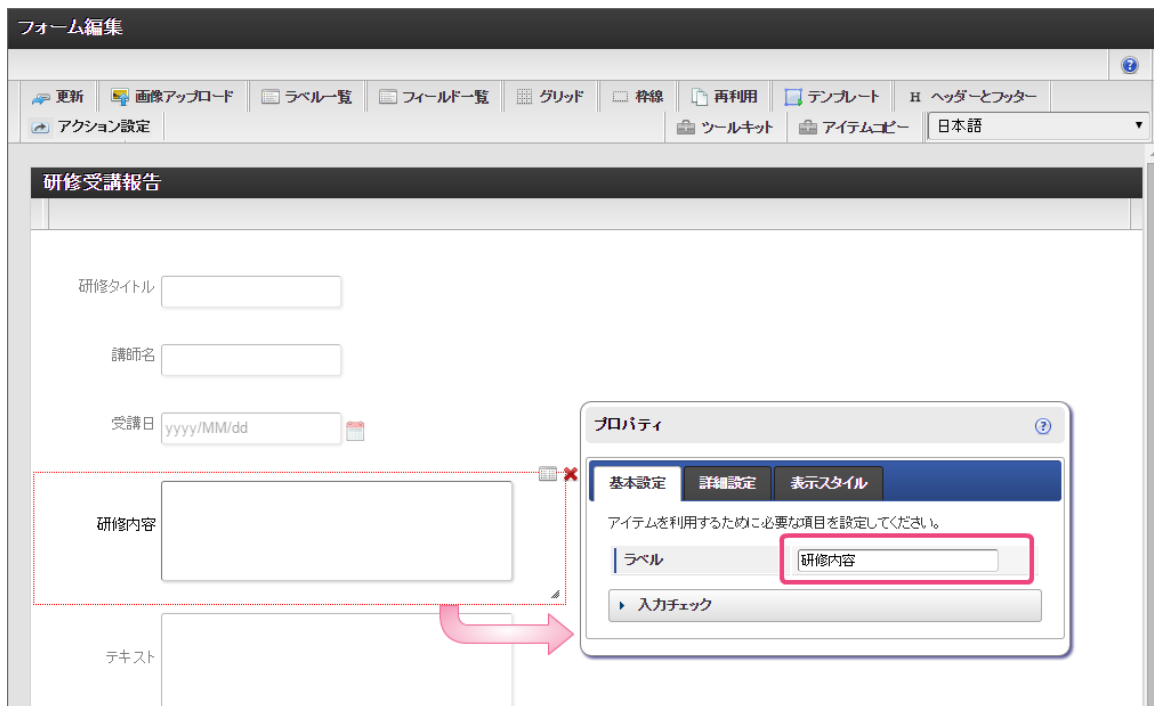 フォーム編集
更新 画像アップロード ラベル一覧 フィールド一覧 グリッド 枠線 再利用 テンプレート H ヘッダーとフッター
アクション設定 ツールキット アイテムコピー 日本語
研修受講報告
研修タイトル
講師名
受講日 yyyy/MM/dd
研修内容
テキスト
プロパティ
基本設定 詳細設定 表示スタイル
アイテムを利用するために必要な項目を設定してください。
ラベル 研修内容
入力チェック